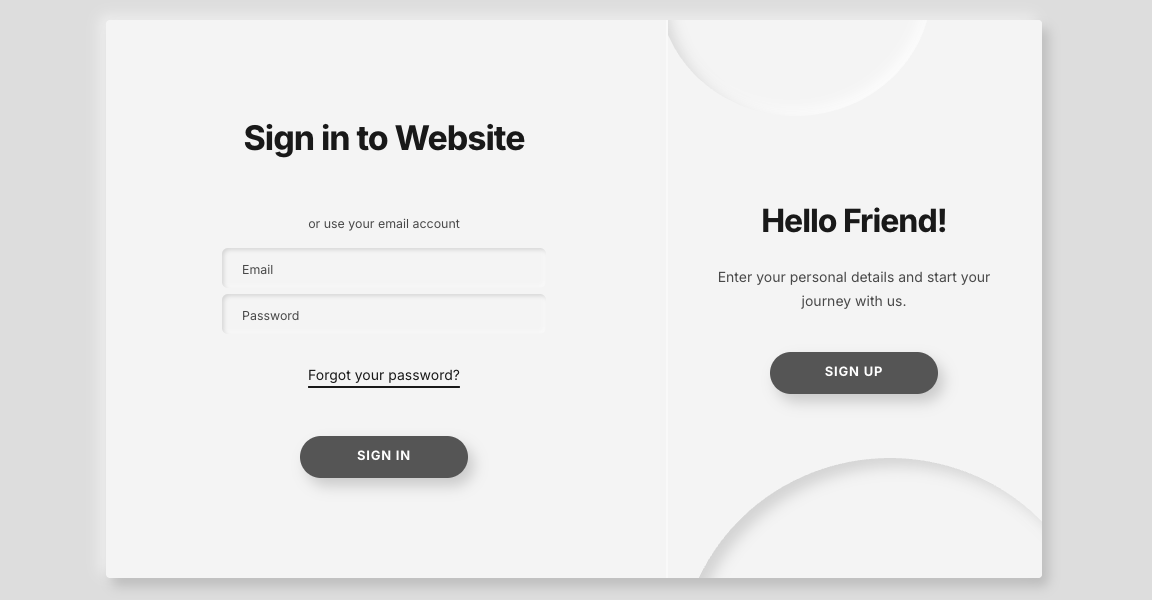 Sign in to Website
or use your email account
Email
Password
Forgot your password?
SIGN IN
Hello Friend!
Enter your personal details and start your
journey with us.
SIGN UP